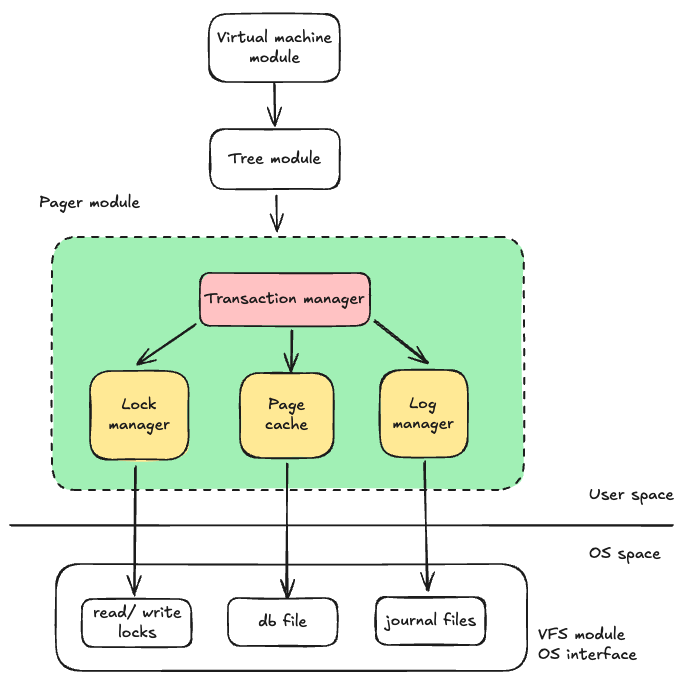 Virtual machine
module
Tree module
Pager module
Transaction manager
Lock
manager
Page
cache
Log
manager
User space
OS space
read/ write
locks
db file
journal files
VFS module
OS interface